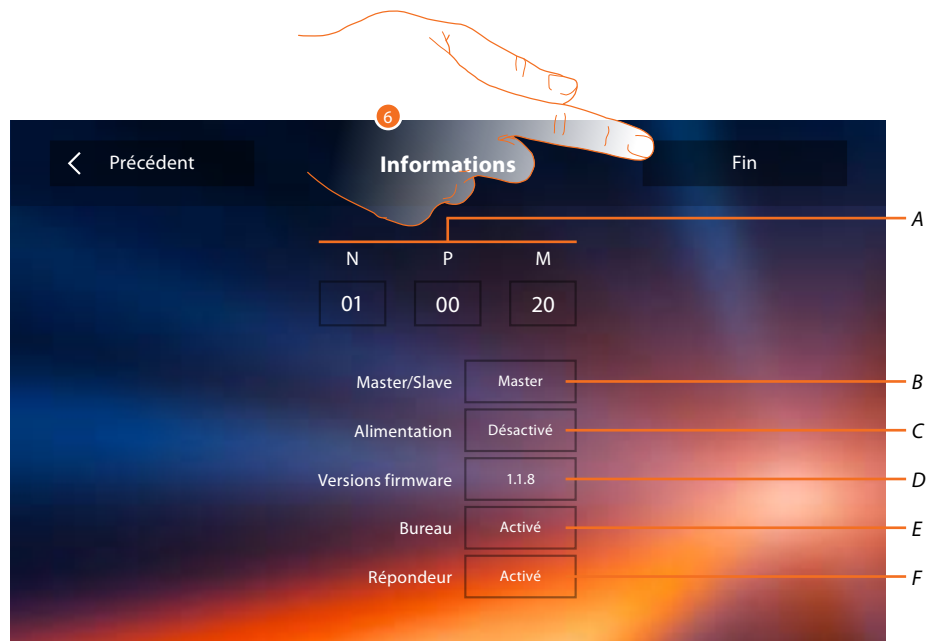 6
Précédent
Informations
Fin
A
N P M
01 00 20
Master/Slave Master B
Alimentation Désactivé C
Versions firmware 1.1.8 D
Bureau Activé E
Répondeur Activé F